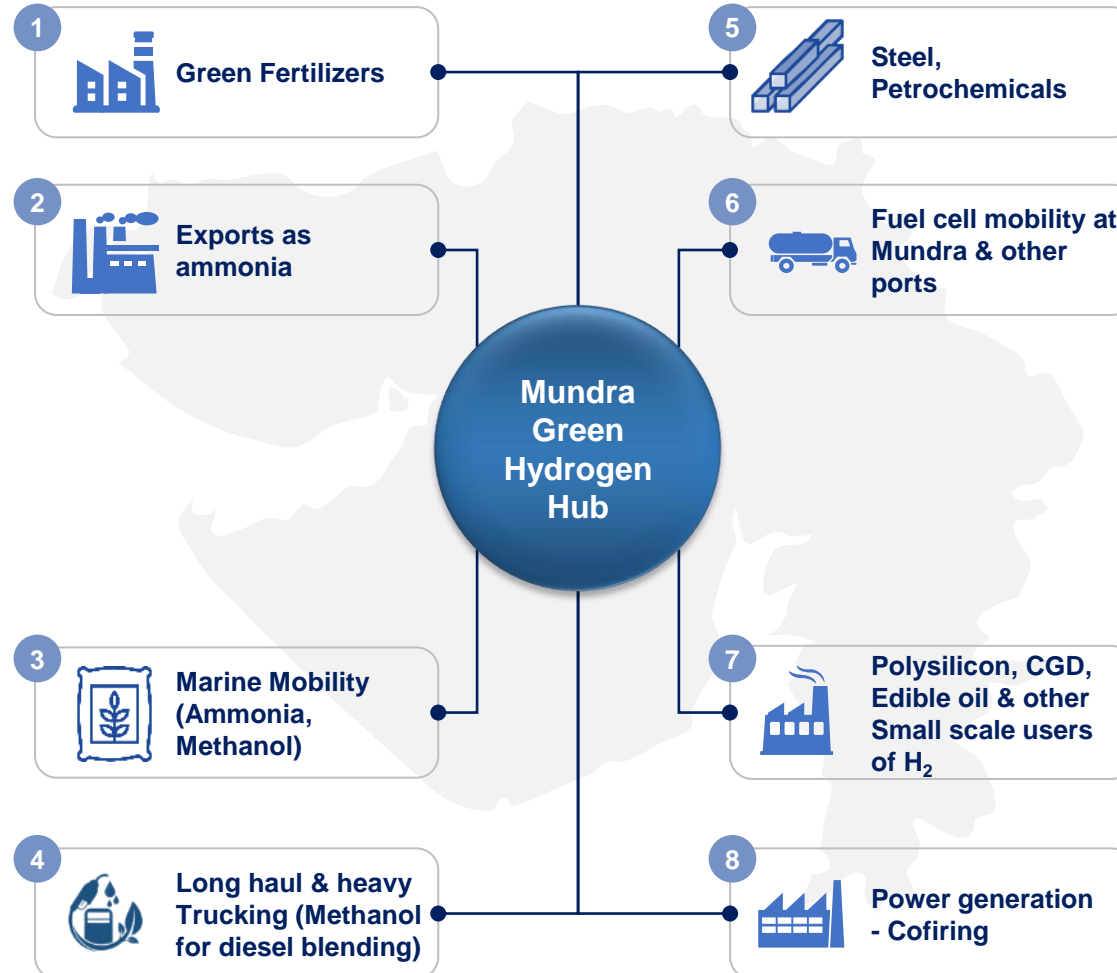 1
Green Fertilizers
2
Exports as
ammonia
3
Marine Mobility
(Ammonia,
Methanol)
4
Long haul & heavy
Trucking (Methanol
for diesel blending)
Mundra
Green
Hydrogen
Hub
5
Steel,
Petrochemicals
6
Fuel cell mobility at
Mundra & other
ports
7
Polysilicon, CGD,
Edible oil & other
Small scale users
of H₂
8
Power generation
- Cofiring